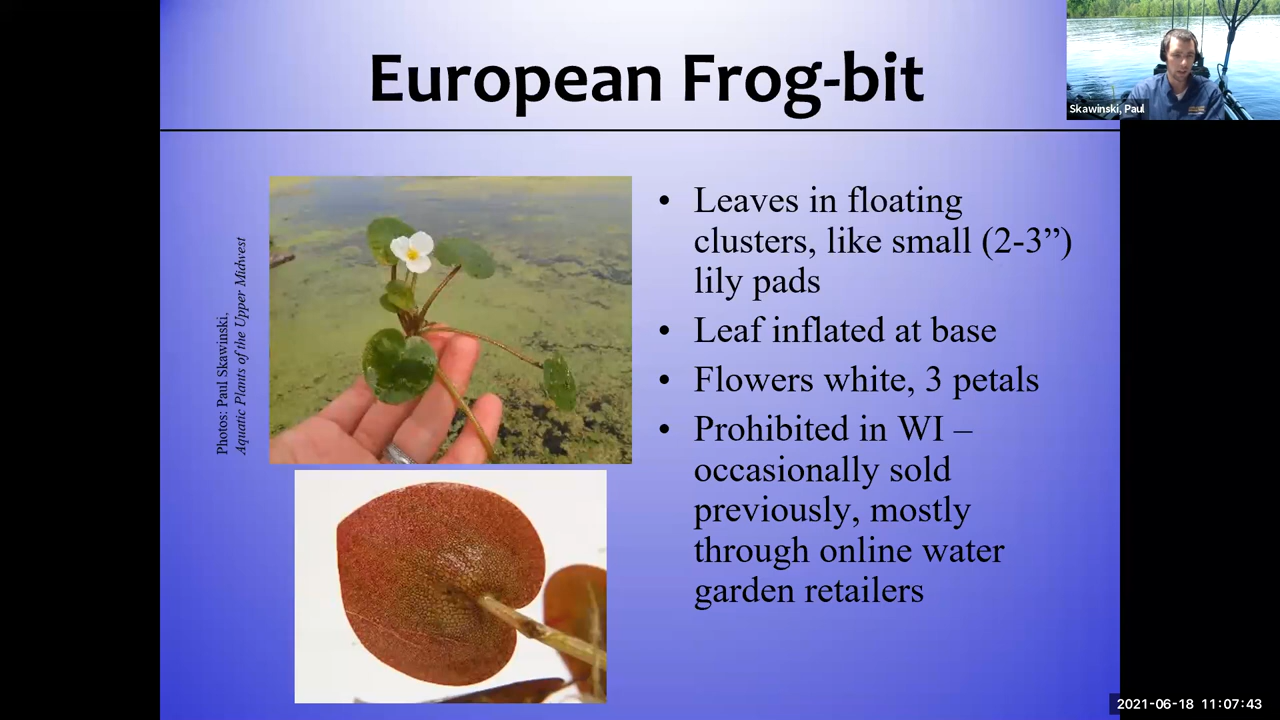 European Frog-bit
Skawinski, Paul
Photos: Paul Skawinski,
Aquatic Plants of the Upper Midwest
• Leaves in floating
clusters, like small (2-3”)
lily pads
• Leaf inflated at base
• Flowers white, 3 petals
• Prohibited in WI –
occasionally sold
previously, mostly
through online water
garden retailers
2021-06-18 11:07:43